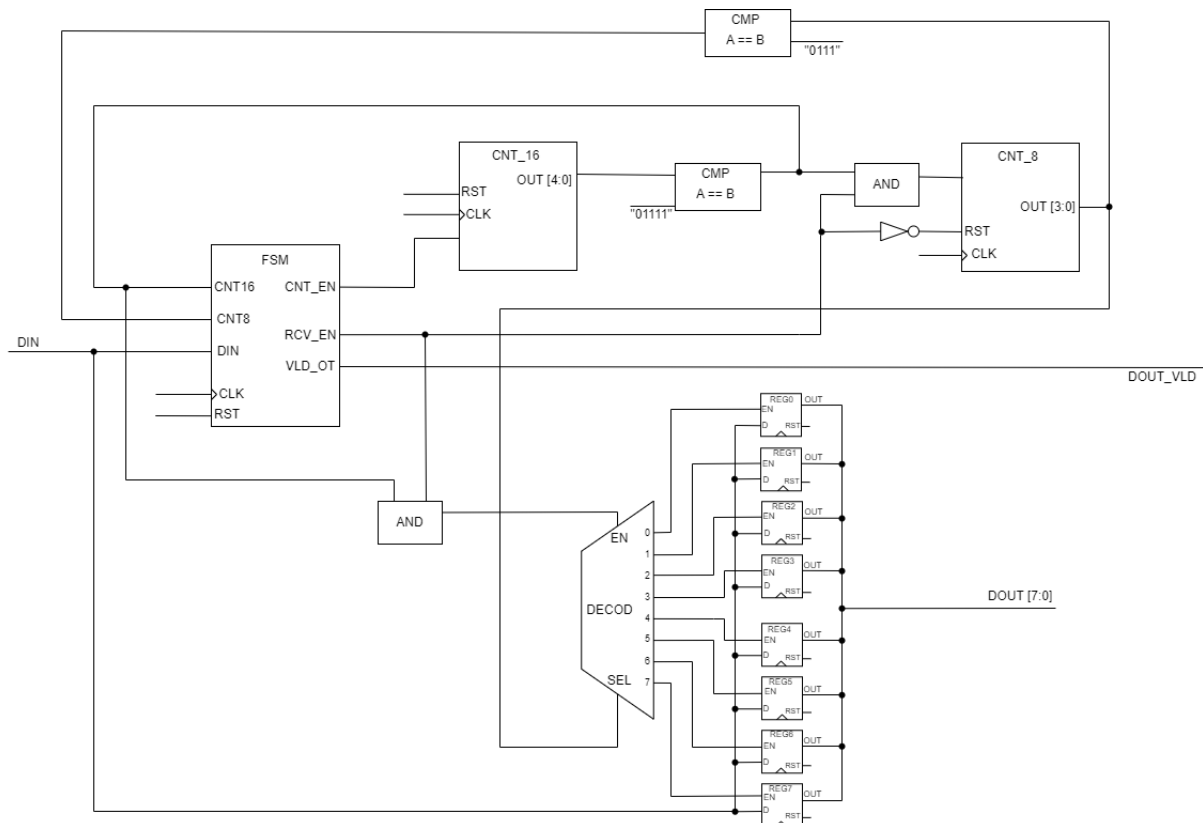 CMP
A == B
"0111"
CNT_16
OUT [4:0]
RST
CLK
CMP
A == B
"01111"
AND
CNT_8
OUT [3:0]
RST
CLK
FSM
CNT16
CNT_EN
CNT8
RCV_EN
DIN
DIN
VLD_OT
CLK
RST
DOUT_VLD
AND
EN
DECOD
SEL
0
1
2
3
4
5
6
7
REG0
OUT
EN
D
RST
REG1
OUT
EN
D
RST
REG2
OUT
EN
D
RST
REG3
OUT
EN
D
RST
REG4
OUT
EN
D
RST
REG5
OUT
EN
D
RST
REG6
OUT
EN
D
RST
REG7
OUT
EN
D
RST
DOUT [7:0]